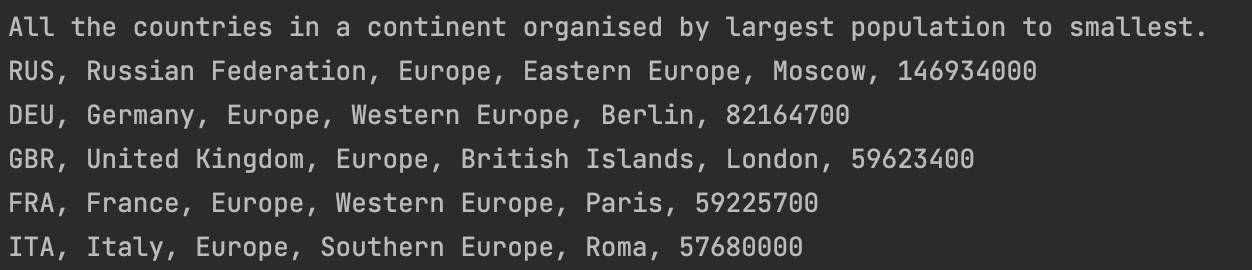 All the countries in a continent organised by largest population to smallest.
RUS, Russian Federation, Europe, Eastern Europe, Moscow, 146934000
DEU, Germany, Europe, Western Europe, Berlin, 82164700
GBR, United Kingdom, Europe, British Islands, London, 59623400
FRA, France, Europe, Western Europe, Paris, 59225700
ITA, Italy, Europe, Southern Europe, Roma, 57680000